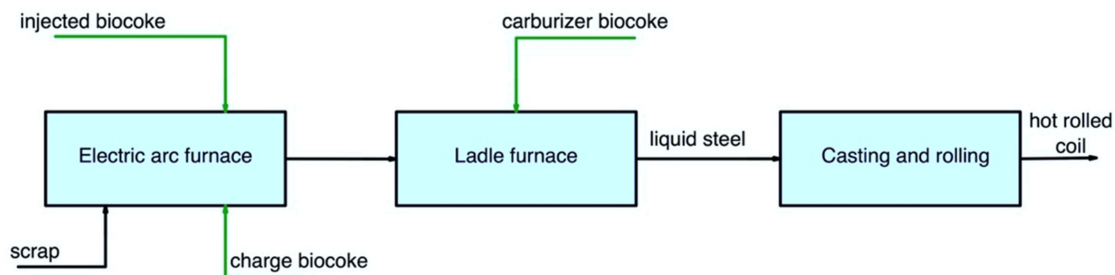 injected biocoke
carburizer biocoke
Electric arc furnace
Ladle furnace
liquid steel
Casting and rolling
hot rolled
coil
scrap
charge biocoke